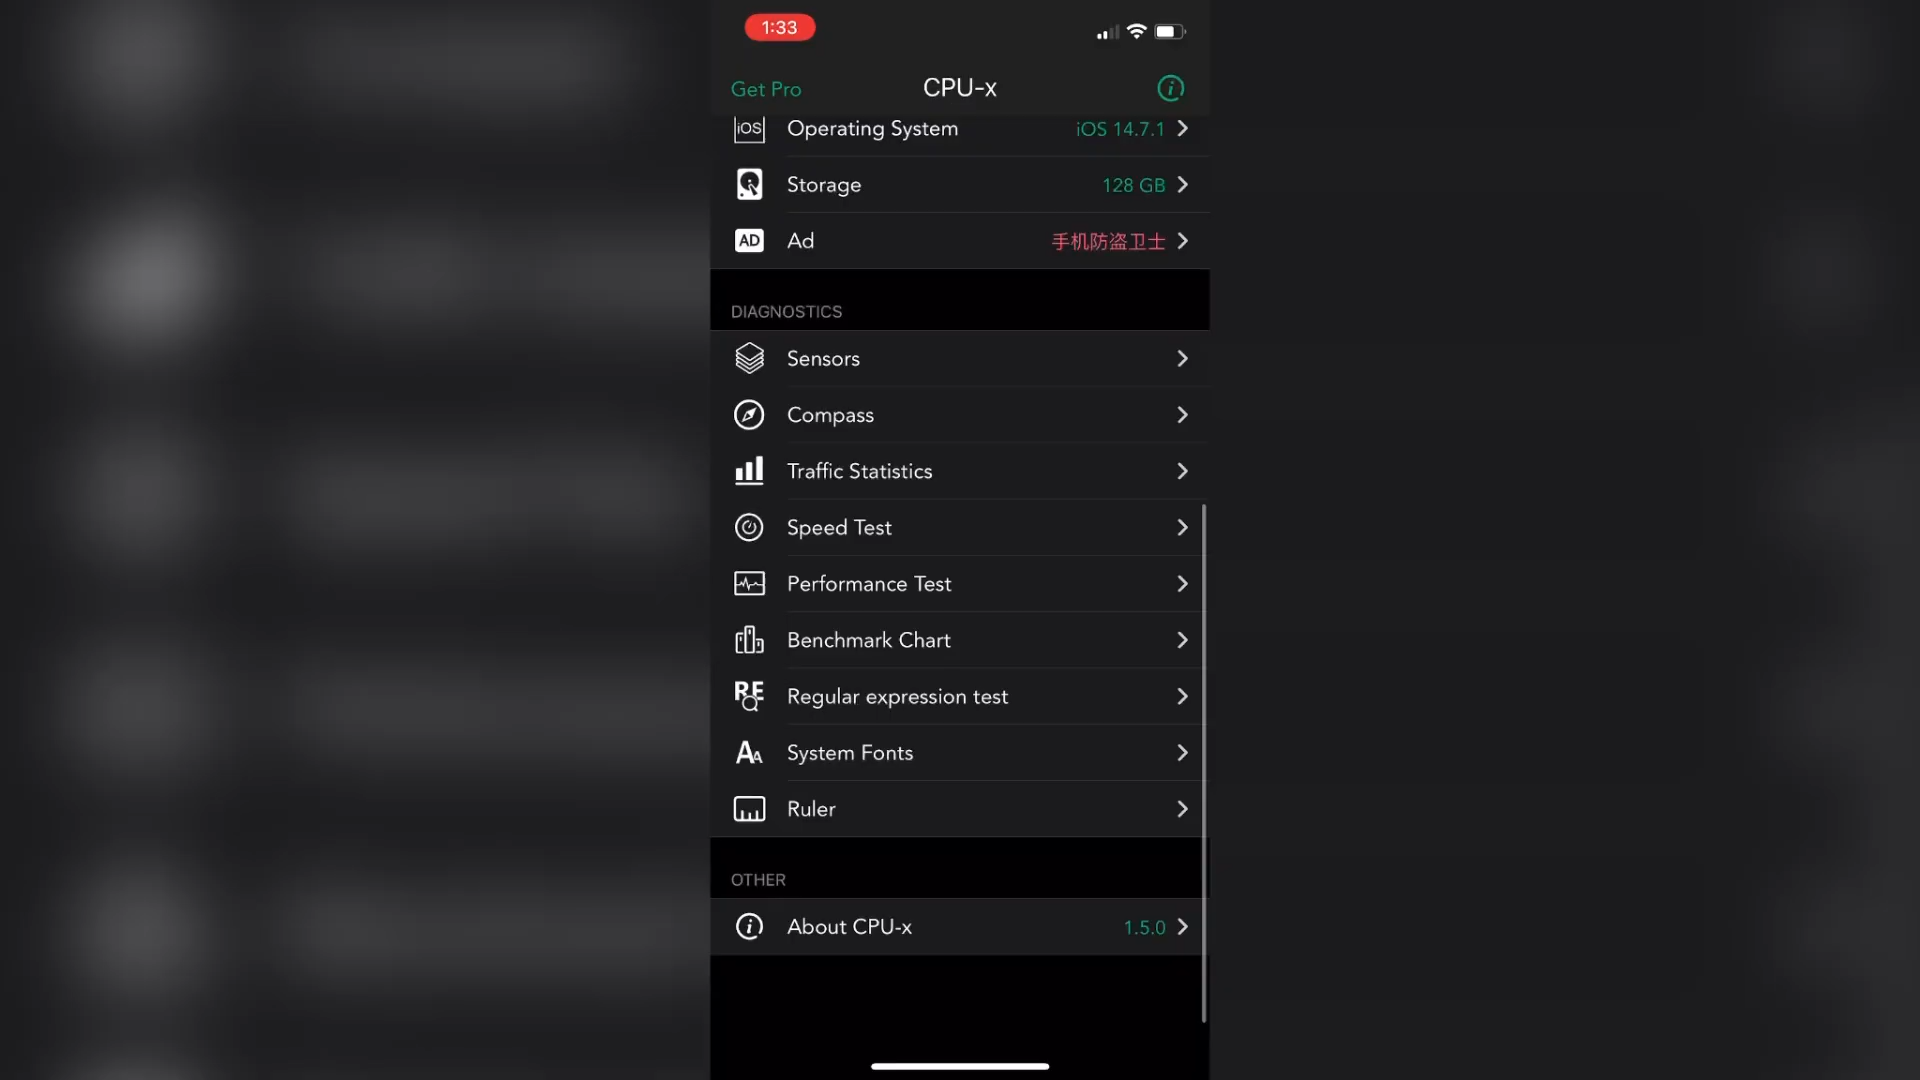 1:33
Get Pro
CPU-x
iOS
Operating System
iOS 14.7.1
Storage
128 GB
AD
Ad
手机防盗卫士
DIAGNOSTICS
Sensors
Compass
Traffic Statistics
Speed Test
Performance Test
Benchmark Chart
RE
Regular expression test
AA
System Fonts
Ruler
OTHER
About CPU-x
1.5.0